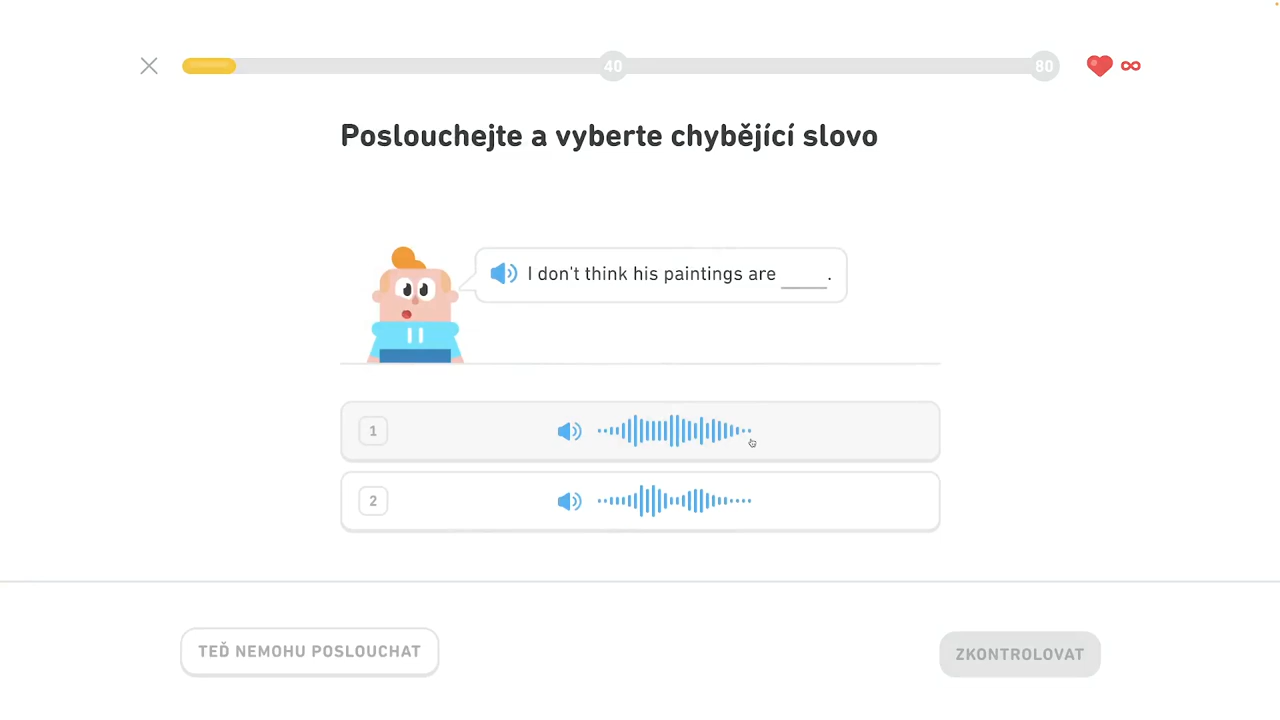 40
80
∞
Poslouchejte a vyberte chybějící slovo
I don't think his paintings are ____.
1
2
TEĎ NEMOHU POSLOUCHAT
ZKONTROLOVAT